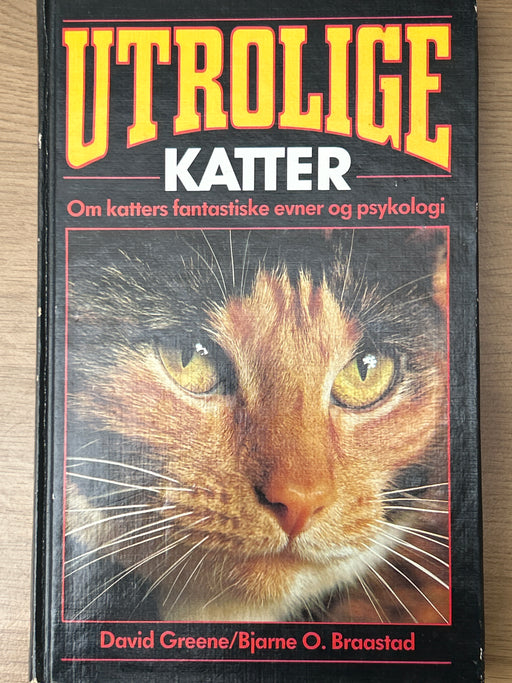 UTROLIGE
KATTER
Om katters fantastiske evner og psykologi
David Greene/Bjarne O. Braastad